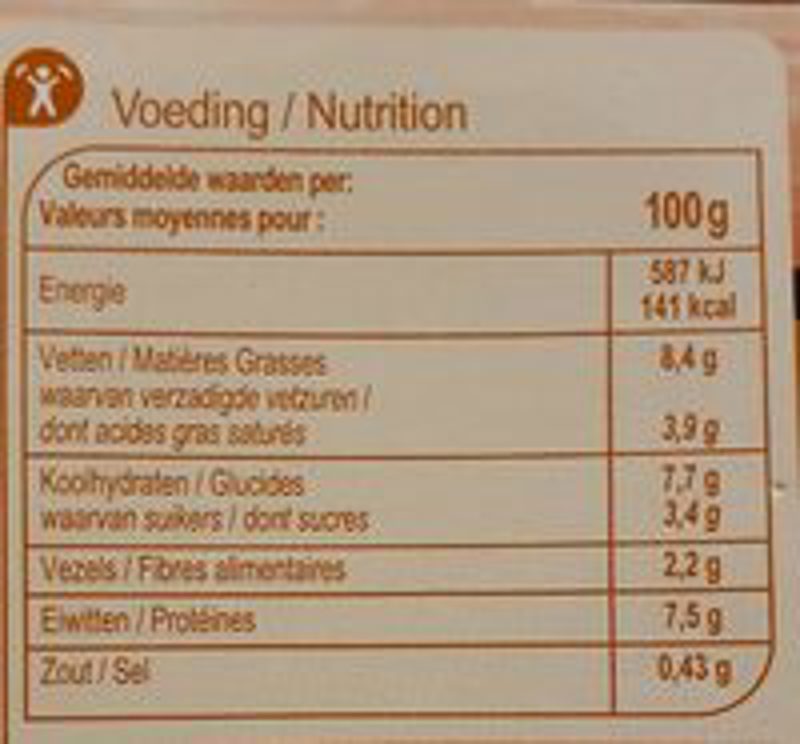 Voeding / Nutrition
Gemiddelde waarden per:
Valeurs moyennes pour :
100 g
Energie
587 kJ
141 kcal
Vetten / Matières Grasses 8,4 g
waarvan verzadigde vetzuren /
dont acides gras saturés 3,9 g
Koolhydraten / Glucides 7,7 g
waarvan suikers / dont sucres 3,4 g
Vezels / Fibres alimentaires 2,2 g
Eiwitten / Protéines 7,5 g
Zout / Sel 0,43 g